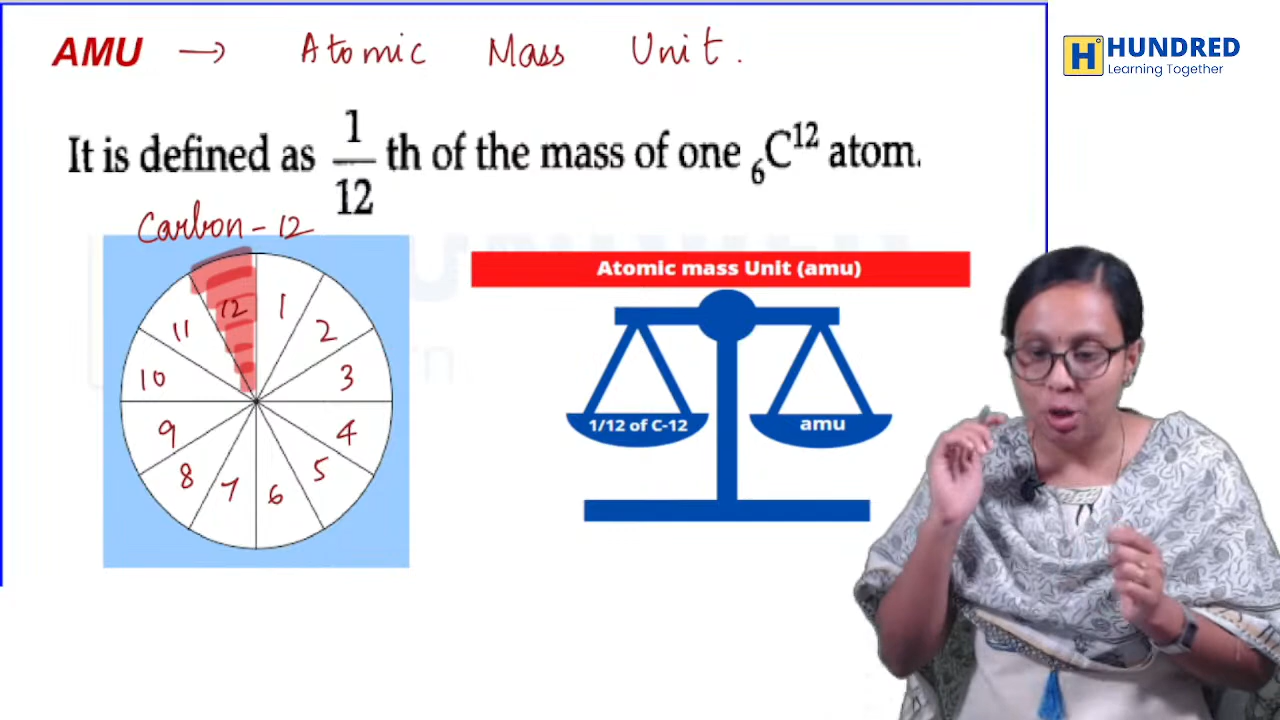 AMU → Atomic Mass Unit.
HUNDRED
Learning Together
It is defined as 1/12 th of the mass of one ₆C¹² atom.
Carbon-12
Atomic mass Unit (amu)
12 1
11 2
10 3
9 4
8 5
7 6
1/12 of C-12 amu